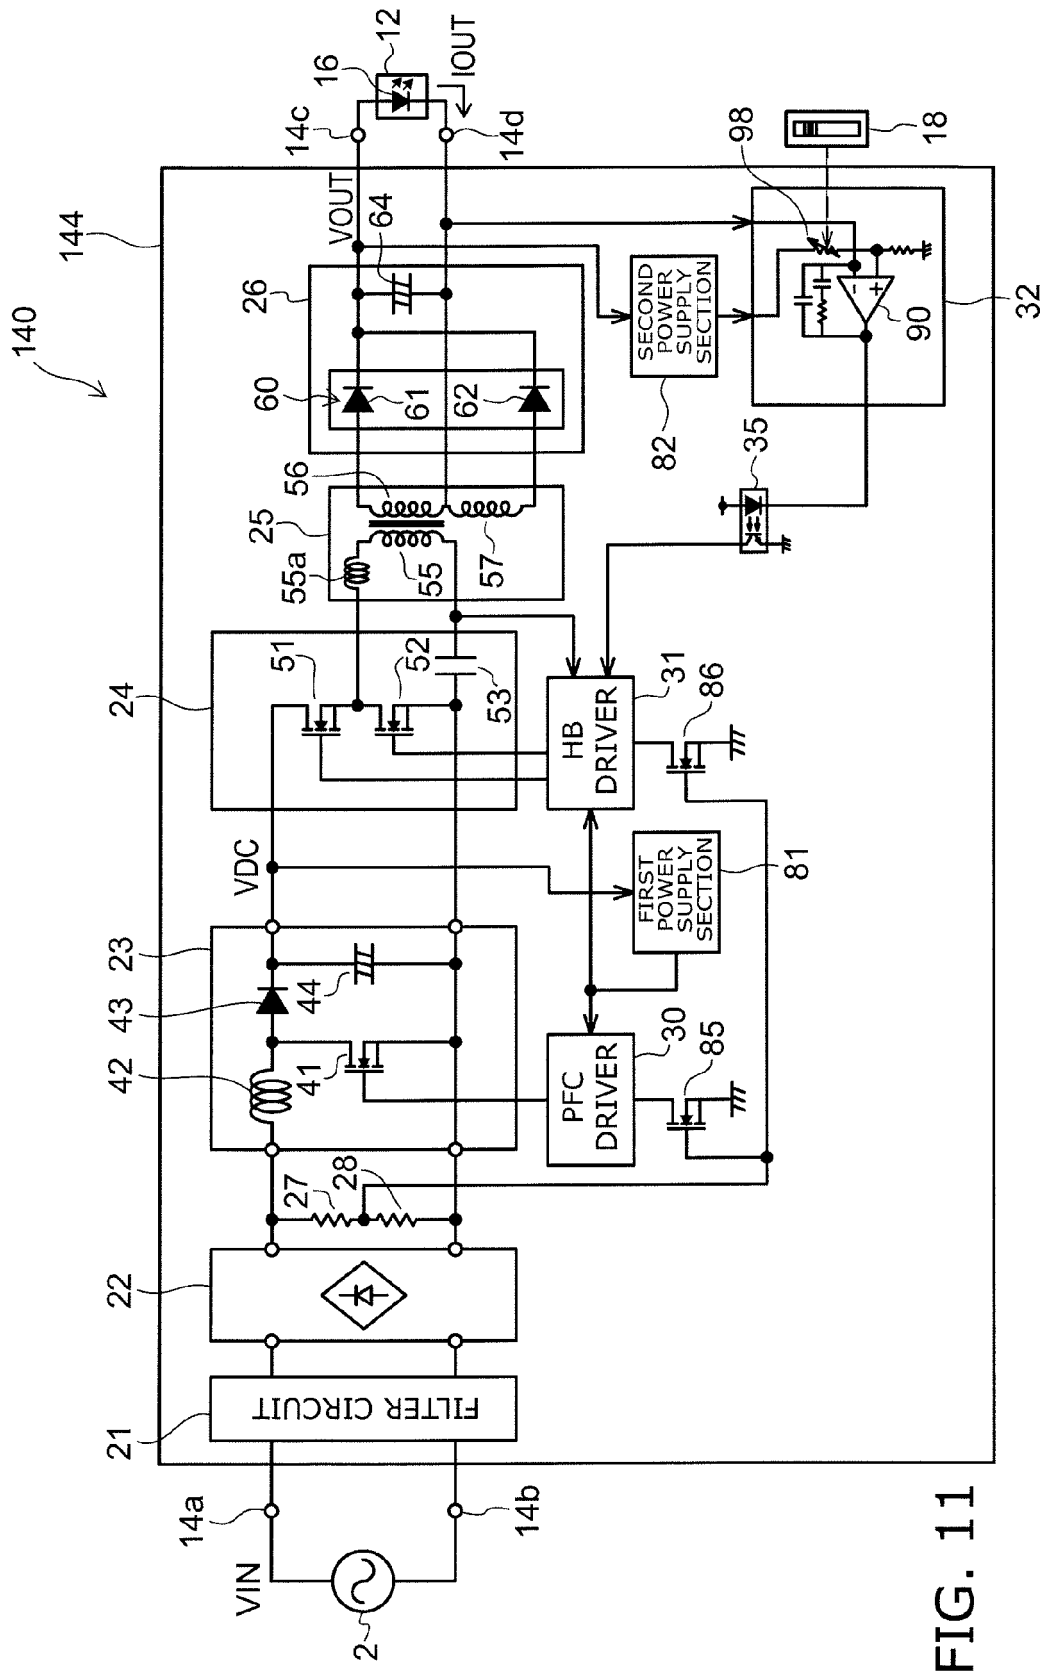 140
144
VIN
2
14a
14b
21
FILTER CIRCUIT
22
27
28
23
42
43
41
44
VDC
24
51
52
53
25
55a
55
56
57
26
60
61
62
64
VOUT
14c
14d
16
12
IOUT
PFC
DRIVER
30
85
FIRST
POWER
SUPPLY
SECTION
81
HB
DRIVER
31
86
35
SECOND
POWER
SUPPLY
SECTION
82
98
18
-
+
90
32
FIG. 11